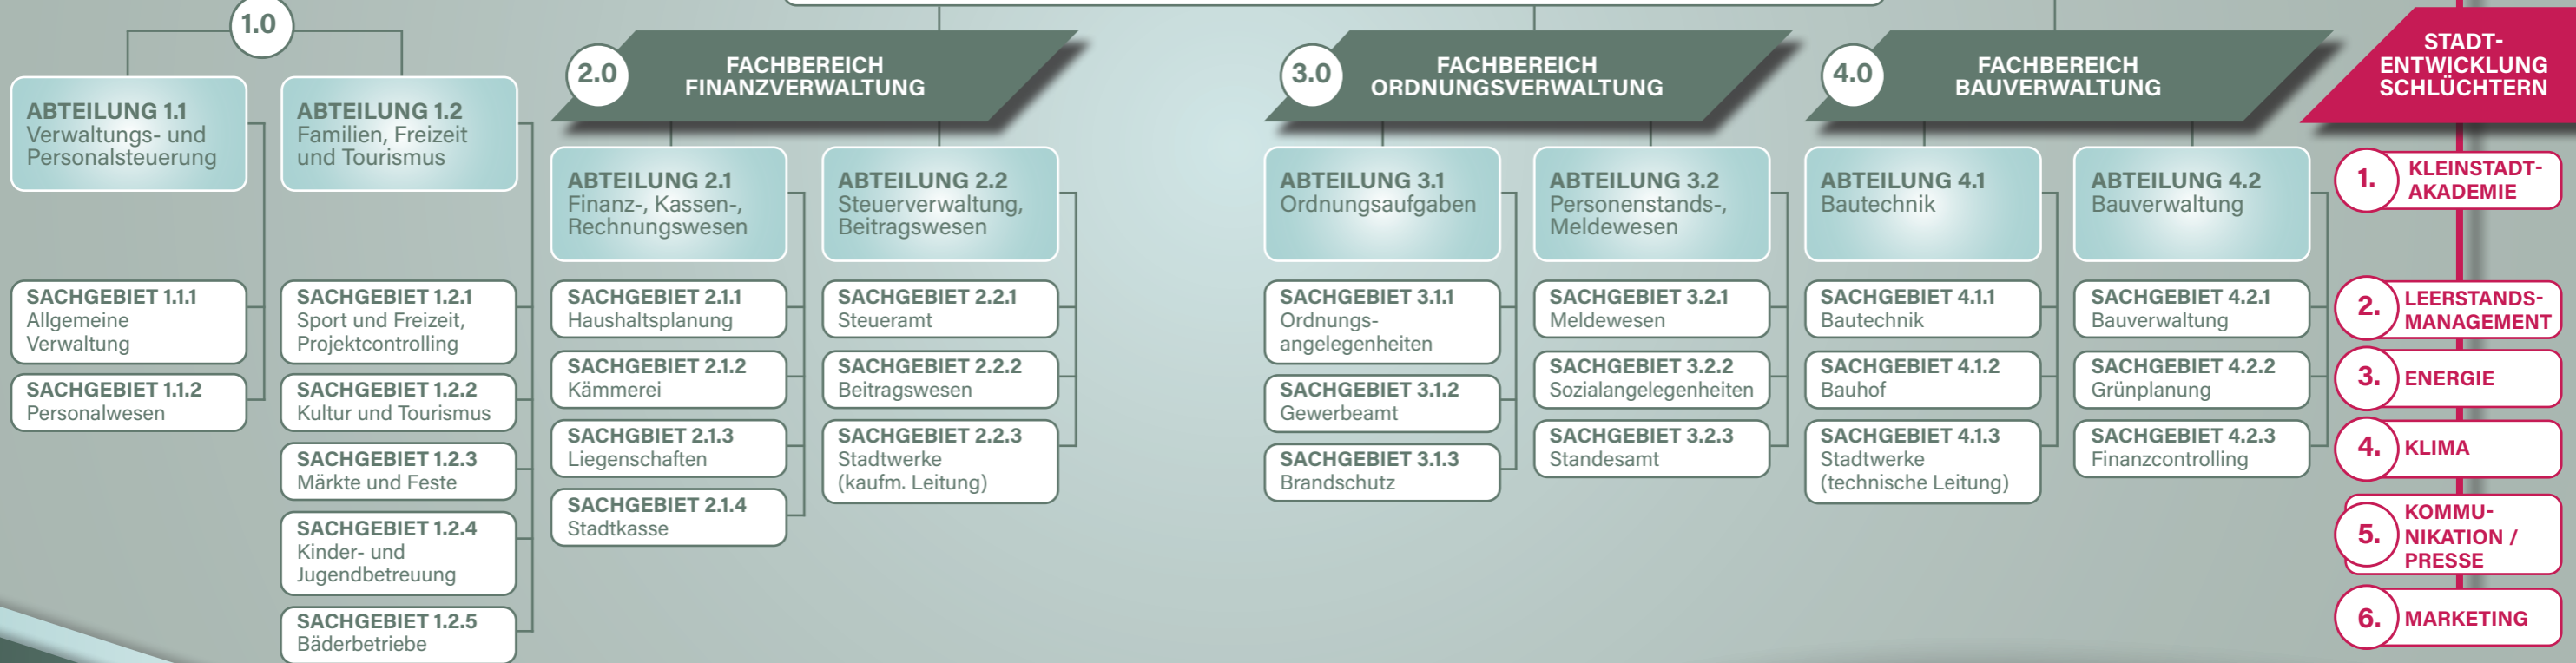 1.0
ABTEILUNG 1.1
Verwaltungs- und
Personalsteuerung
SACHGEBIET 1.1.1
Allgemeine
Verwaltung
SACHGEBIET 1.1.2
Personalwesen
ABTEILUNG 1.2
Familien, Freizeit
und Tourismus
SACHGEBIET 1.2.1
Sport und Freizeit,
Projektcontrolling
SACHGEBIET 1.2.2
Kultur und Tourismus
SACHGEBIET 1.2.3
Märkte und Feste
SACHGEBIET 1.2.4
Kinder- und
Jugendbetreuung
SACHGEBIET 1.2.5
Bäderbetriebe
2.0
FACHBEREICH
FINANZVERWALTUNG
ABTEILUNG 2.1
Finanz-, Kassen-,
Rechnungswesen
SACHGEBIET 2.1.1
Haushaltsplanung
SACHGEBIET 2.1.2
Kämmerei
SACHGBIET 2.1.3
Liegenschaften
SACHGEBIET 2.1.4
Stadtkasse
ABTEILUNG 2.2
Steuerverwaltung,
Beitragswesen
SACHGEBIET 2.2.1
Steueramt
SACHGEBIET 2.2.2
Beitragswesen
SACHGEBIET 2.2.3
Stadtwerke
(kaufm. Leitung)
3.0
FACHBEREICH
ORDNUNGSVERWALTUNG
ABTEILUNG 3.1
Ordnungsaufgaben
SACHGEBIET 3.1.1
Ordnungs-
angelegenheiten
SACHGEBIET 3.1.2
Gewerbeamt
SACHGEBIET 3.1.3
Brandschutz
ABTEILUNG 3.2
Personenstands-,
Meldewesen
SACHGEBIET 3.2.1
Meldewesen
SACHGEBIET 3.2.2
Sozialangelegenheiten
SACHGEBIET 3.2.3
Standesamt
4.0
FACHBEREICH
BAUVERWALTUNG
ABTEILUNG 4.1
Bautechnik
SACHGEBIET 4.1.1
Bautechnik
SACHGEBIET 4.1.2
Bauhof
SACHGEBIET 4.1.3
Stadtwerke
(technische Leitung)
ABTEILUNG 4.2
Bauverwaltung
SACHGEBIET 4.2.1
Bauverwaltung
SACHGEBIET 4.2.2
Grünplanung
SACHGEBIET 4.2.3
Finanzcontrolling
STADT-
ENTWICKLUNG
SCHLÜCHTERN
1. KLEINSTADT-
AKADEMIE
2. LEERSTANDS-
MANAGEMENT
3. ENERGIE
4. KLIMA
5. KOMMU-
NIKATION /
PRESSE
6. MARKETING